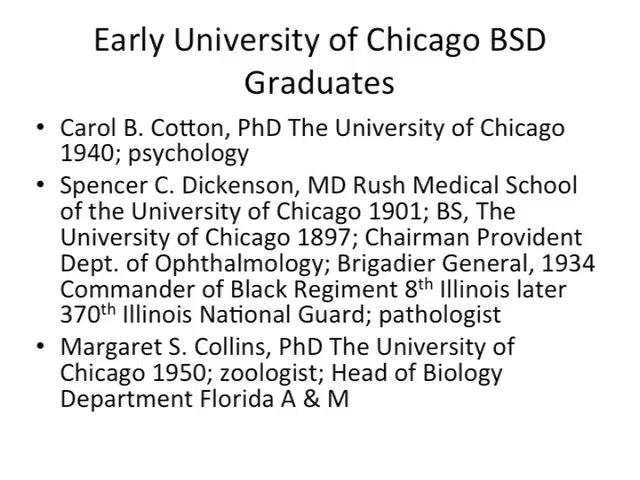 Early University of Chicago BSD
Graduates
• Carol B. Cotton, PhD The University of Chicago
1940; psychology
• Spencer C. Dickenson, MD Rush Medical School
of the University of Chicago 1901; BS, The
University of Chicago 1897; Chairman Provident
Dept. of Ophthalmology; Brigadier General, 1934
Commander of Black Regiment 8th Illinois later
370th Illinois National Guard; pathologist
• Margaret S. Collins, PhD The University of
Chicago 1950; zoologist; Head of Biology
Department Florida A & M